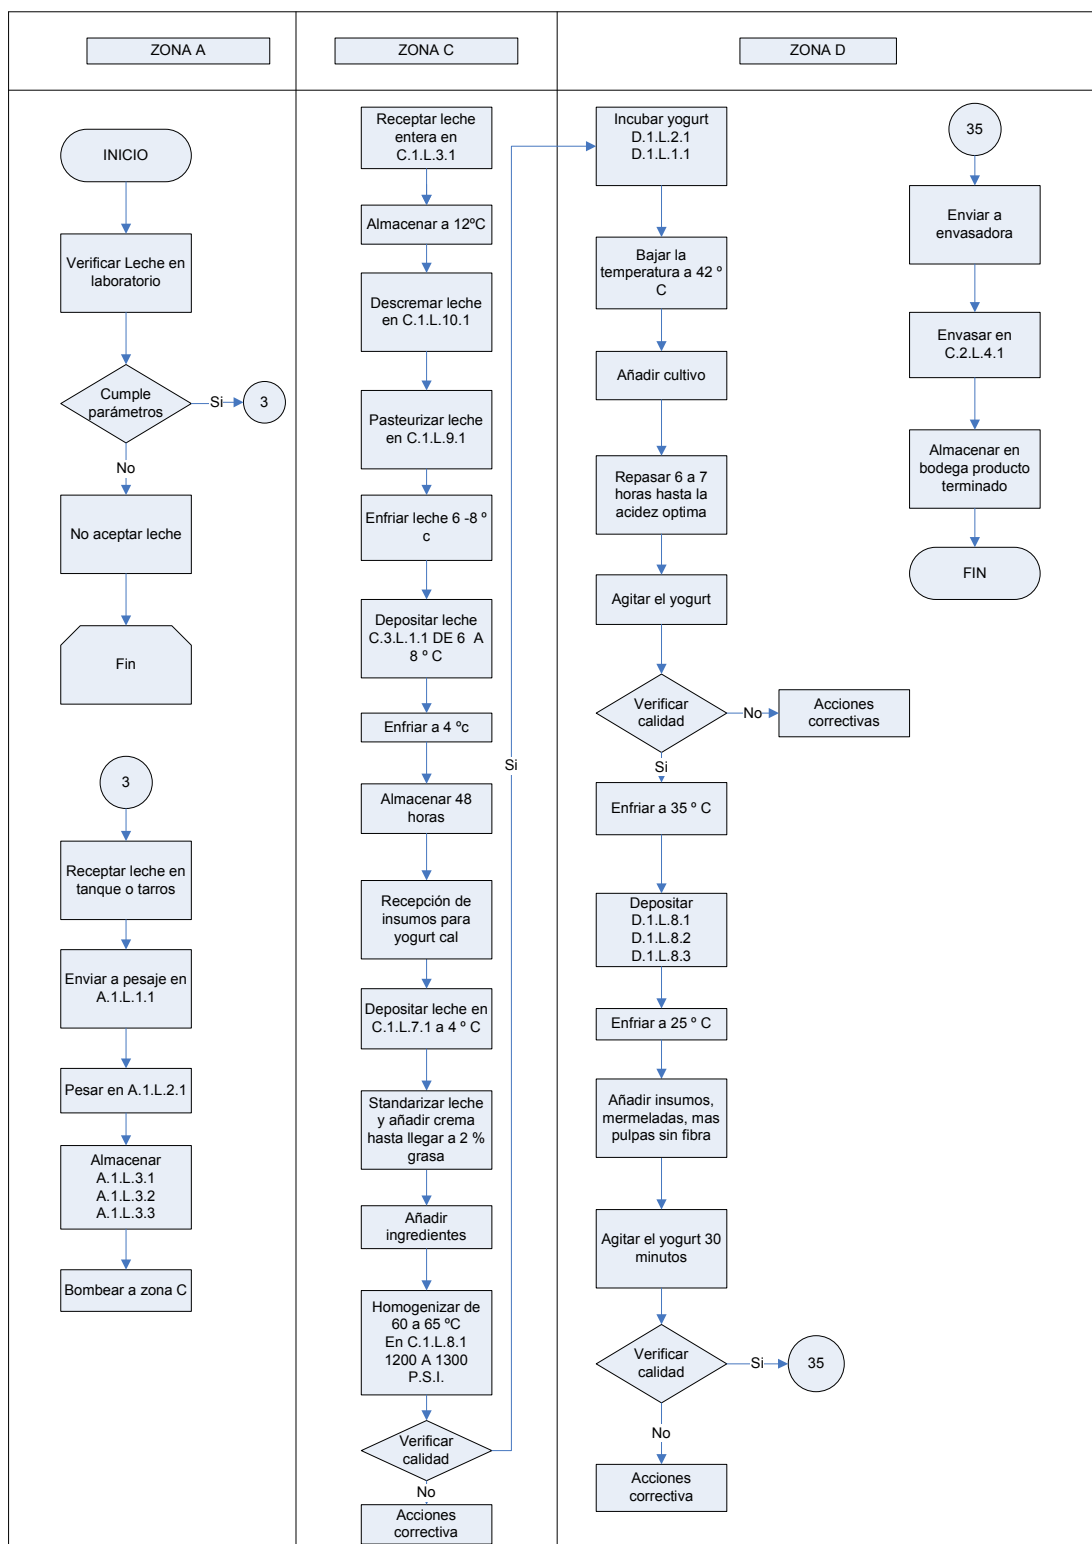 ZONA A
ZONA C
ZONA D
INICIO
Verificar Leche en
laboratorio
Cumple
parámetros
Si
3
No
No aceptar leche
Fin
3
Receptar leche en
tanque o tarros
Enviar a pesaje en
A.1.L.1.1
Pesar en A.1.L.2.1
Almacenar
A.1.L.3.1
A.1.L.3.2
A.1.L.3.3
Bombear a zona C
Receptar leche
entera en
C.1.L.3.1
Almacenar a 12ºC
Descremar leche
en C.1.L.10.1
Pasteurizar leche
en C.1.L.9.1
Enfriar leche 6 -8 º
c
Depositar leche
C.3.L.1.1 DE 6 A
8 º C
Enfriar a 4 ºc
Almacenar 48
horas
Recepción de
insumos para
yogurt cal
Depositar leche en
C.1.L.7.1 a 4 º C
Standarizar leche
y añadir crema
hasta llegar a 2 %
grasa
Añadir
ingredientes
Homogenizar de
60 a 65 ºC
En C.1.L.8.1
1200 A 1300
P.S.I.
Verificar
calidad
Si
No
Acciones
correctiva
Incubar yogurt
D.1.L.2.1
D.1.L.1.1
Bajar la
temperatura a 42 º
C
Añadir cultivo
Repasar 6 a 7
horas hasta la
acidez optima
Agitar el yogurt
Verificar
calidad
No
Acciones
correctivas
Si
Enfriar a 35 º C
Depositar
D.1.L.8.1
D.1.L.8.2
D.1.L.8.3
Enfriar a 25 º C
Añadir insumos,
mermeladas, mas
pulpas sin fibra
Agitar el yogurt 30
minutos
Verificar
calidad
Si
35
No
Acciones
correctiva
35
Enviar a
envasadora
Envasar en
C.2.L.4.1
Almacenar en
bodega producto
terminado
FIN